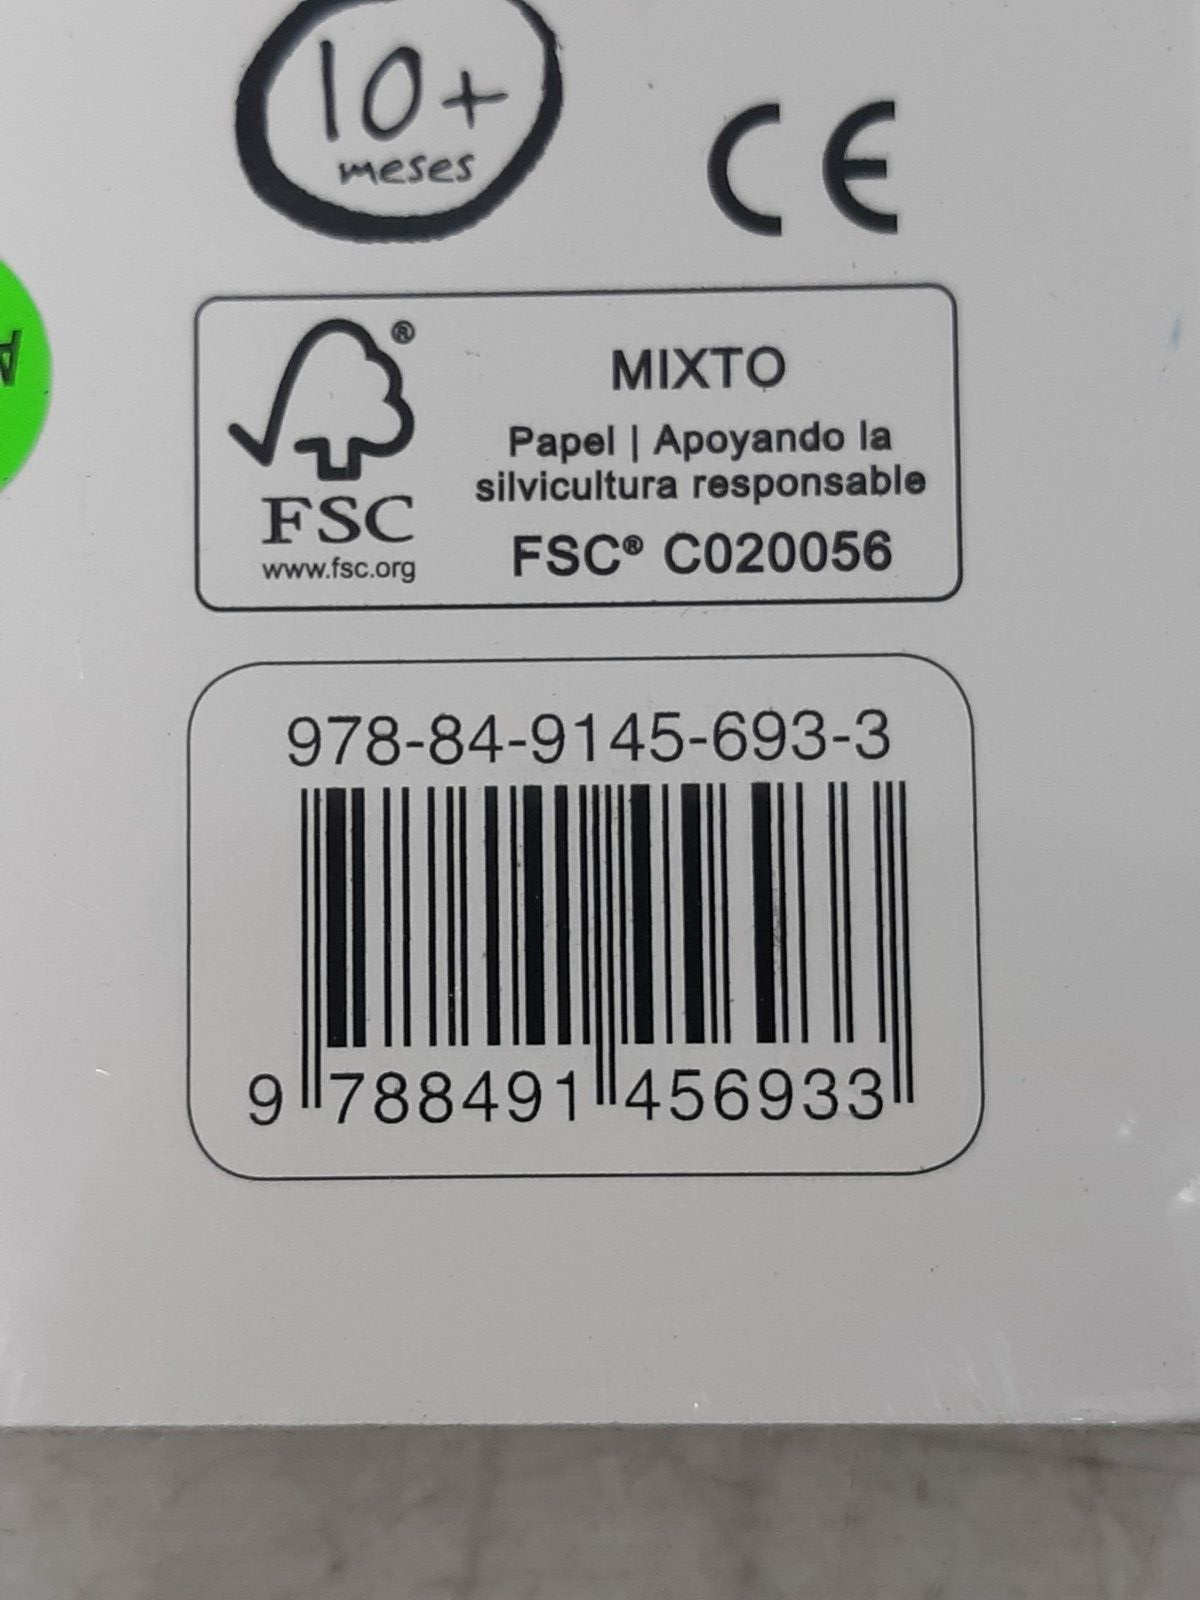 10+
meses
CE
®
MIXTO
Papel | Apoyando la
silvicultura responsable
FSC
www.fsc.org
FSC® C020056
978-84-9145-693-3
9 788491 456933